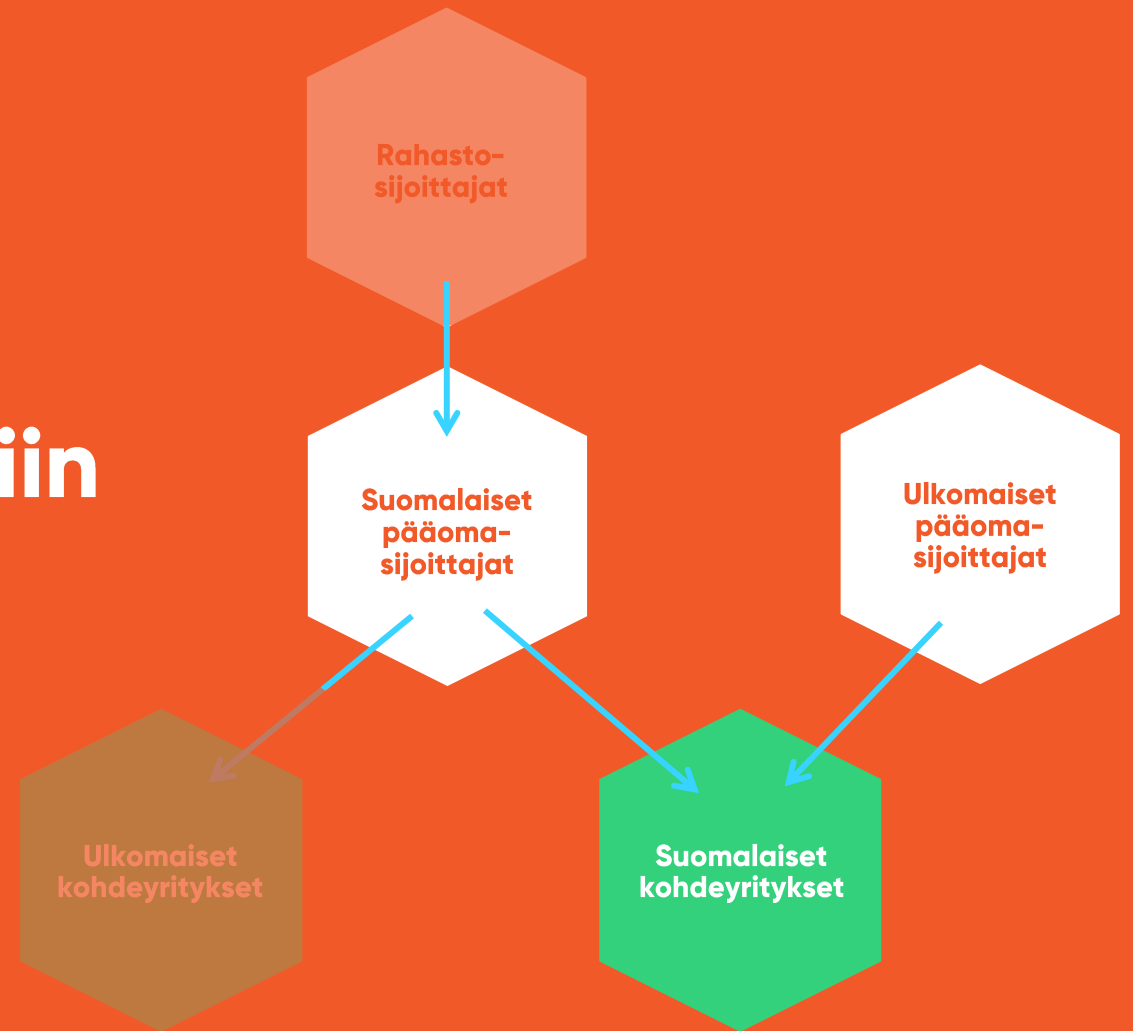 Rahasto-
sijoittajat
iin
Suomalaiset
pääoma-
sijoittajat
Ulkomaiset
pääoma-
sijoittajat
Ulkomaiset
kohdeyritykset
Suomalaiset
kohdeyritykset